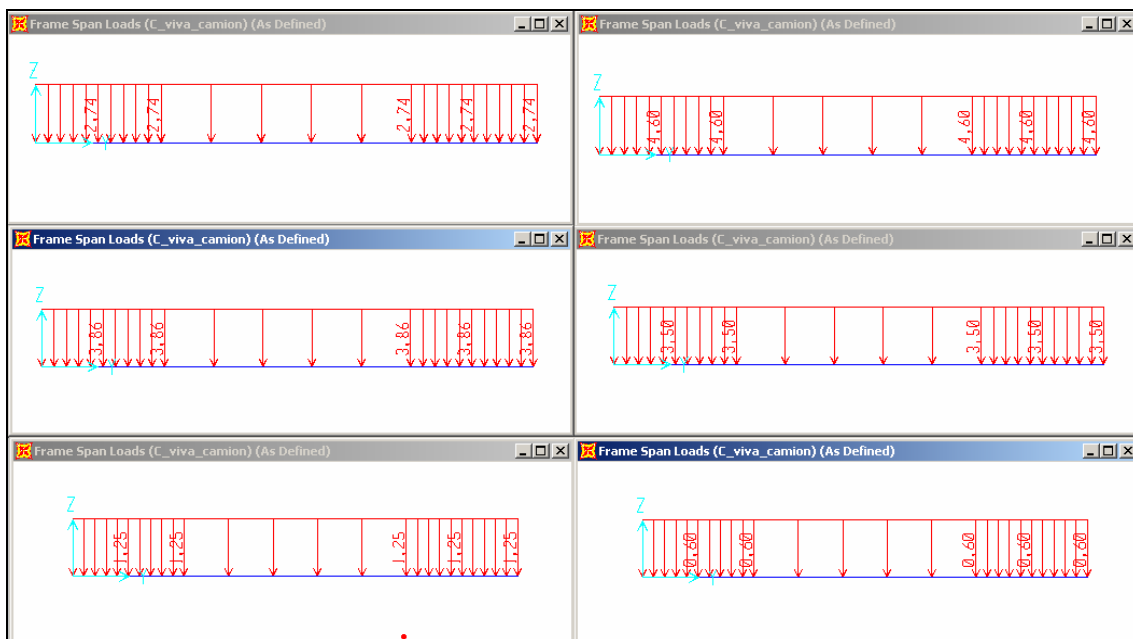 Frame Span Loads (C_viva_camion) (As Defined)
Z
Y
2,74 2,74 2,74 2,74 2,74
Frame Span Loads (C_viva_camion) (As Defined)
Z
Y
4,60 4,60 4,60 4,60 4,60
Frame Span Loads (C_viva_camion) (As Defined)
Z
Y
3,86 3,86 3,86 3,86 3,86
Frame Span Loads (C_viva_camion) (As Defined)
Z
Y
3,50 3,50 3,50 3,50 3,50
Frame Span Loads (C_viva_camion) (As Defined)
Z
Y
1,25 1,25 1,25 1,25 1,25
Frame Span Loads (C_viva_camion) (As Defined)
Z
Y
0,60 0,60 0,60 0,60 0,60